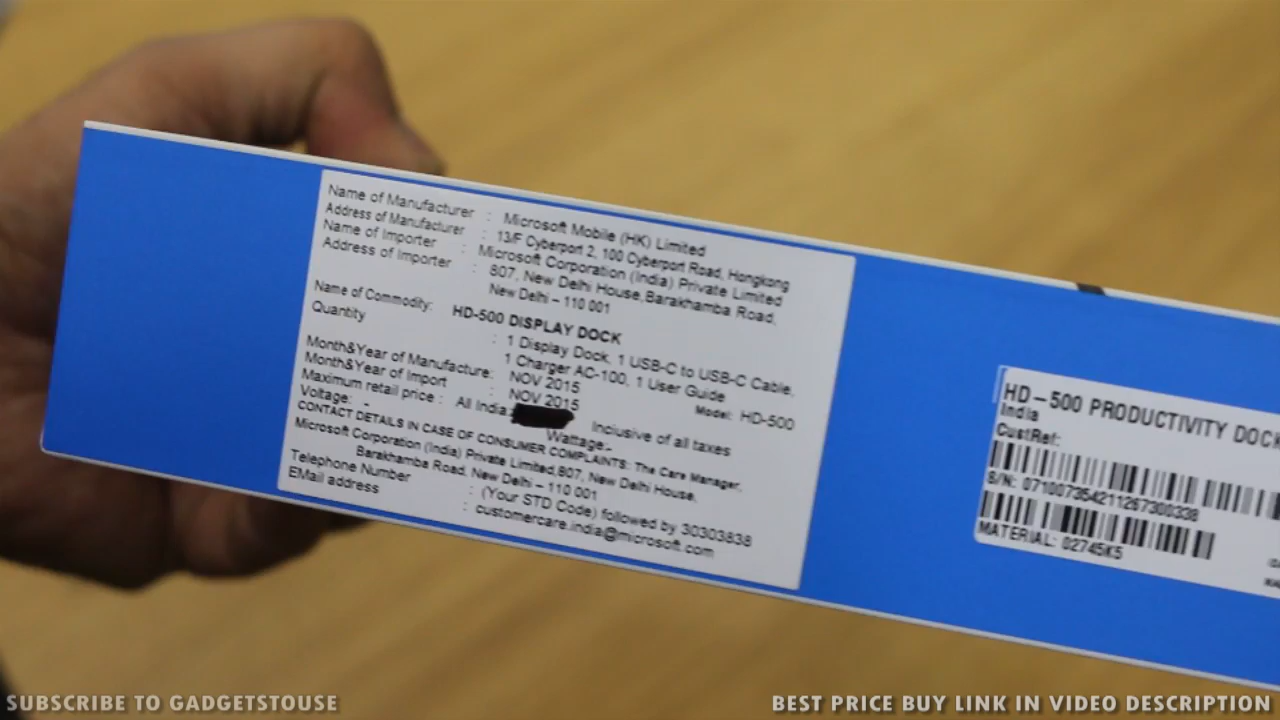 Name of Manufacturer : Microsoft Mobile (HK) Limited
Address of Manufacturer : 13/F Cyberport 2, 100 Cyberport Road, Hongkong
Name of Importer : Microsoft Corporation (India) Private Limited
Address of Importer : 807, New Delhi House,Barakhamba Road,
New Delhi – 110 001
Name of Commodity: HD-500 DISPLAY DOCK
Quantity : 1 Display Dock, 1 USB-C to USB-C Cable,
1 Charger AC-100, 1 User Guide
Month&Year of Manufacture: NOV 2015
Month&Year of Import : NOV 2015 Model: HD-500
Maximum retail price : All India: Inclusive of all taxes
Voltage: - Wattage:-
CONTACT DETAILS IN CASE OF CONSUMER COMPLAINTS: The Care Manager,
Microsoft Corporation (India) Private Limited,807, New Delhi House,
Barakhamba Road, New Delhi – 110 001
Telephone Number : (Your STD Code) followed by 30303838
EMail address : customercare.india@microsoft.com
HD-500 PRODUCTIVITY DOCK
India
CustRef:
S/N: 071007354211267300338
MATERIAL: 02745K5
SUBSCRIBE TO GADGETSTOUSE
BEST PRICE BUY LINK IN VIDEO DESCRIPTION